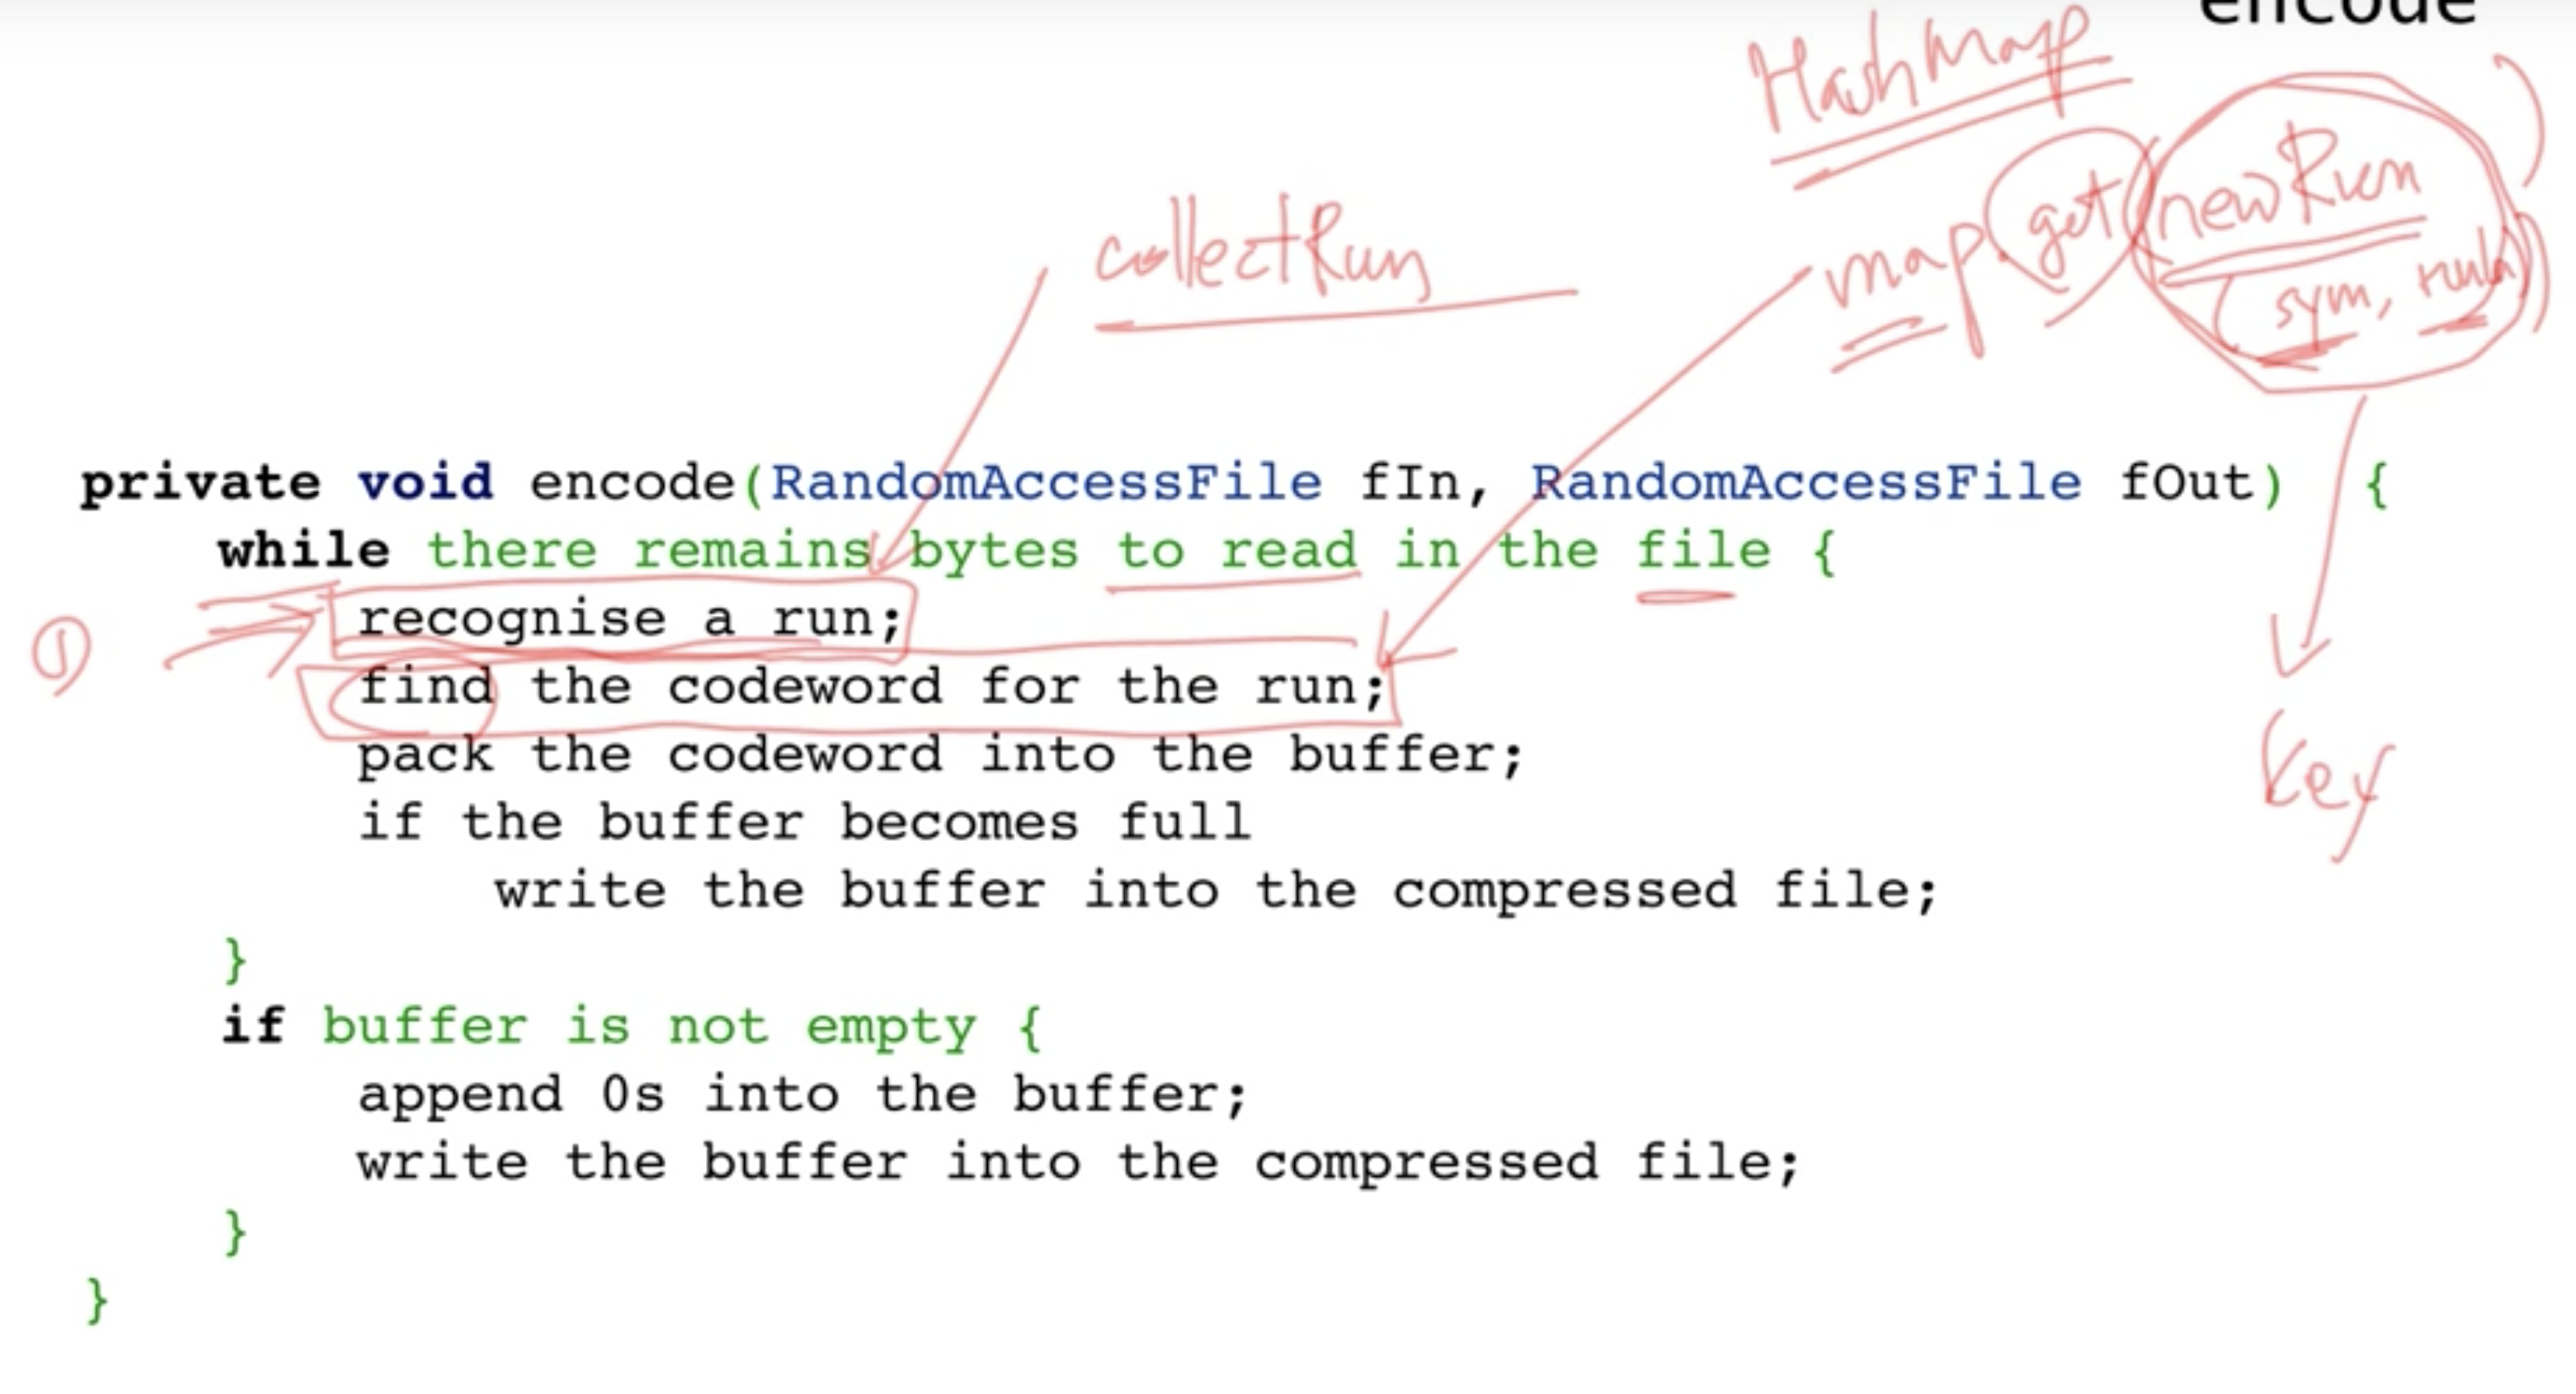 encode
HashMap
map.get(new Run
(sym,
collectRun
private void encode(RandomAccessFile fIn, RandomAccessFile fOut) {
while there remains bytes to read in the file {
① recognise a run;
find the codeword for the run;
pack the codeword into the buffer;
key
if the buffer becomes full
write the buffer into the compressed file;
}
if buffer is not empty {
append 0s into the buffer;
write the buffer into the compressed file;
}
}